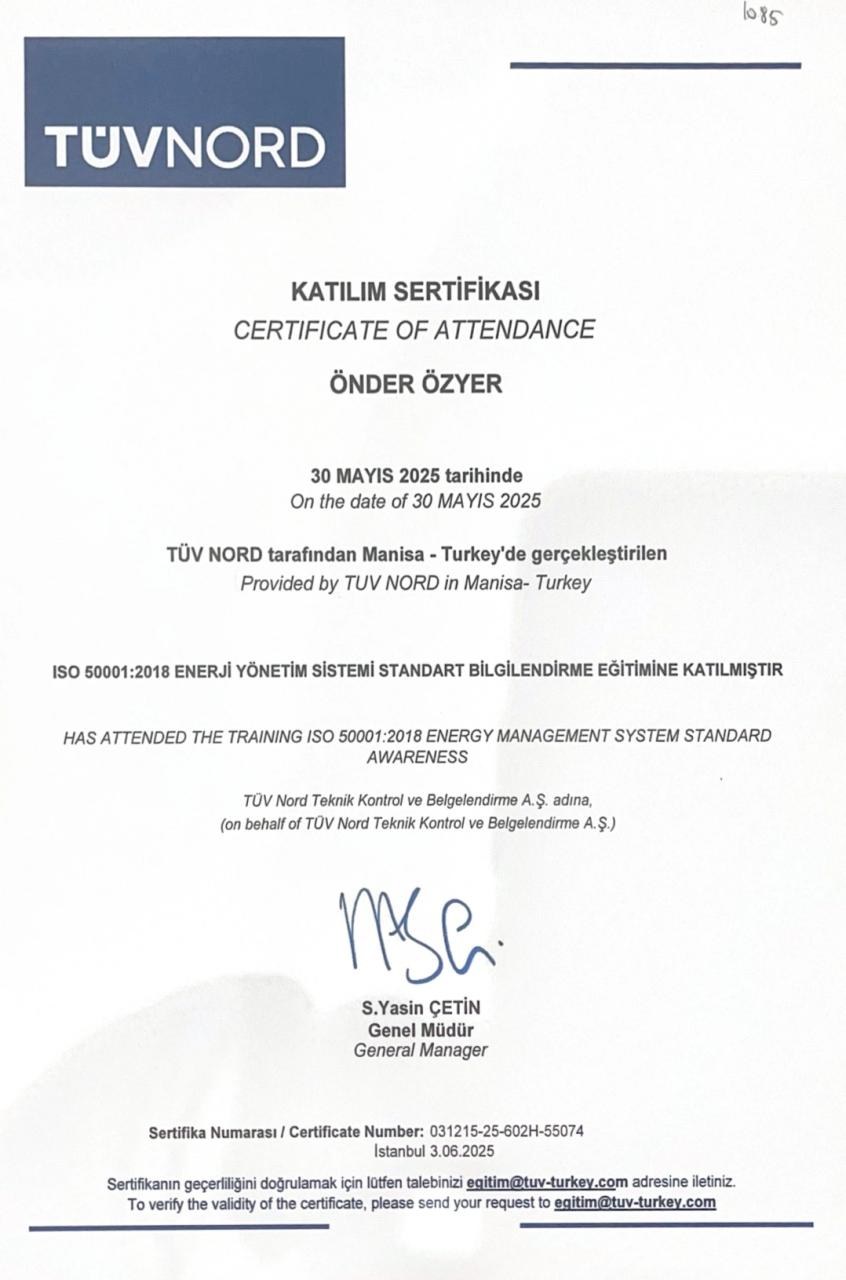 1085
TÜVNORD
KATILIM SERTİFİKASI
CERTIFICATE OF ATTENDANCE
ÖNDER ÖZYER
30 MAYIS 2025 tarihinde
On the date of 30 MAYIS 2025
TÜV NORD tarafından Manisa - Turkey'de gerçekleştirilen
Provided by TUV NORD in Manisa- Turkey
ISO 50001:2018 ENERJİ YÖNETİM SİSTEMİ STANDART BİLGİLENDİRME EĞİTİMİNE KATILMIŞTIR
HAS ATTENDED THE TRAINING ISO 50001:2018 ENERGY MANAGEMENT SYSTEM STANDARD
AWARENESS
TÜV Nord Teknik Kontrol ve Belgelendirme A.Ş. adına,
(on behalf of TÜV Nord Teknik Kontrol ve Belgelendirme A.Ş.)
S.Yasin ÇETİN
Genel Müdür
General Manager
Sertifika Numarası / Certificate Number: 031215-25-602H-55074
İstanbul 3.06.2025
Sertifikanın geçerliliğini doğrulamak için lütfen talebinizi egitim@tuv-turkey.com adresine iletiniz.
To verify the validity of the certificate, please send your request to egitim@tuv-turkey.com